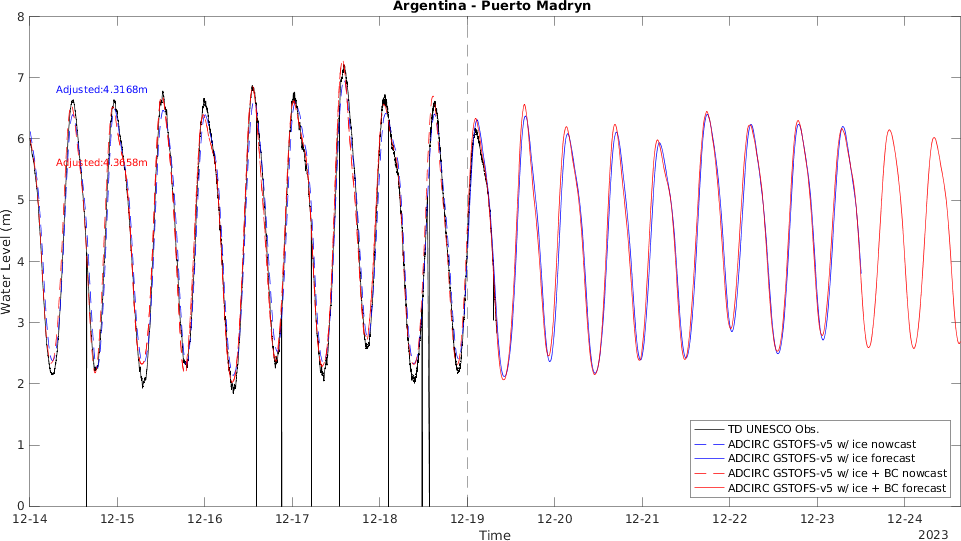 Argentina - Puerto Madryn
8
7
6
5
4
3
2
1
0
Water Level (m)
Adjusted:4.3168m
Adjusted:4.3658m
TD UNESCO Obs.
ADCIRC GSTOFS-v5 w/ ice nowcast
ADCIRC GSTOFS-v5 w/ ice forecast
ADCIRC GSTOFS-v5 w/ ice + BC nowcast
ADCIRC GSTOFS-v5 w/ ice + BC forecast
12-14 12-15 12-16 12-17 12-18 12-19 12-20 12-21 12-22 12-23 12-24
Time
2023